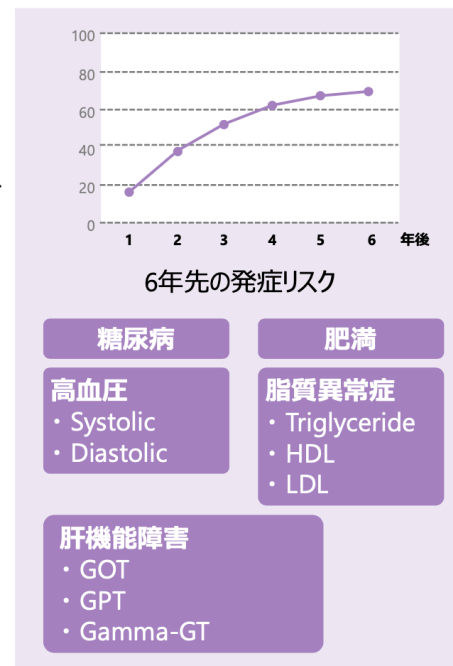 100
80
60
40
20
0
1 2 3 4 5 6 年後
6年先の発症リスク
糖尿病
肥満
高血圧
・Systolic
・Diastolic
脂質異常症
・Triglyceride
・HDL
・LDL
肝機能障害
・GOT
・GPT
・Gamma-GT